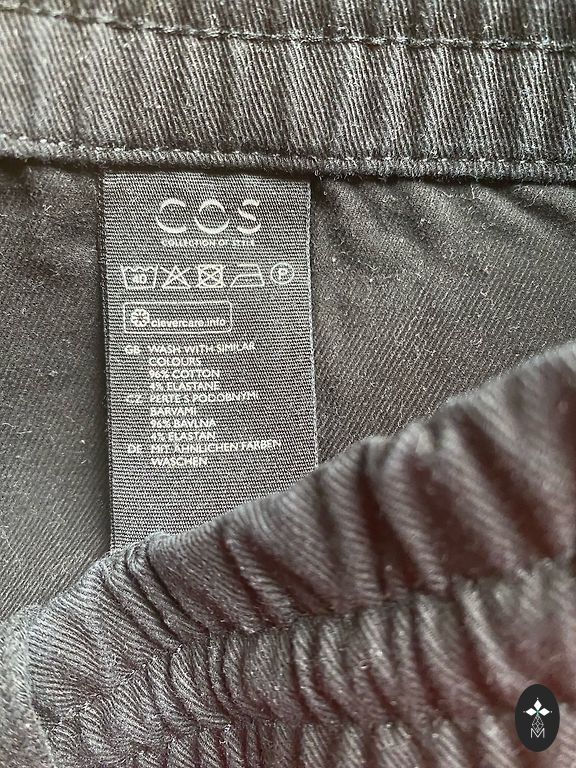 COS
COLLECTION OF STYLE
40 P
clevercare.info
GB WASH WITH SIMILAR
COLOURS
96% COTTON
4% ELASTANE
CZ PERTE S PODOBNÝMI
BARVAMI
96% BAVLNA
4% ELASTAN
DE MIT ÄHNLICHEN FARBEN
WASCHEN
M